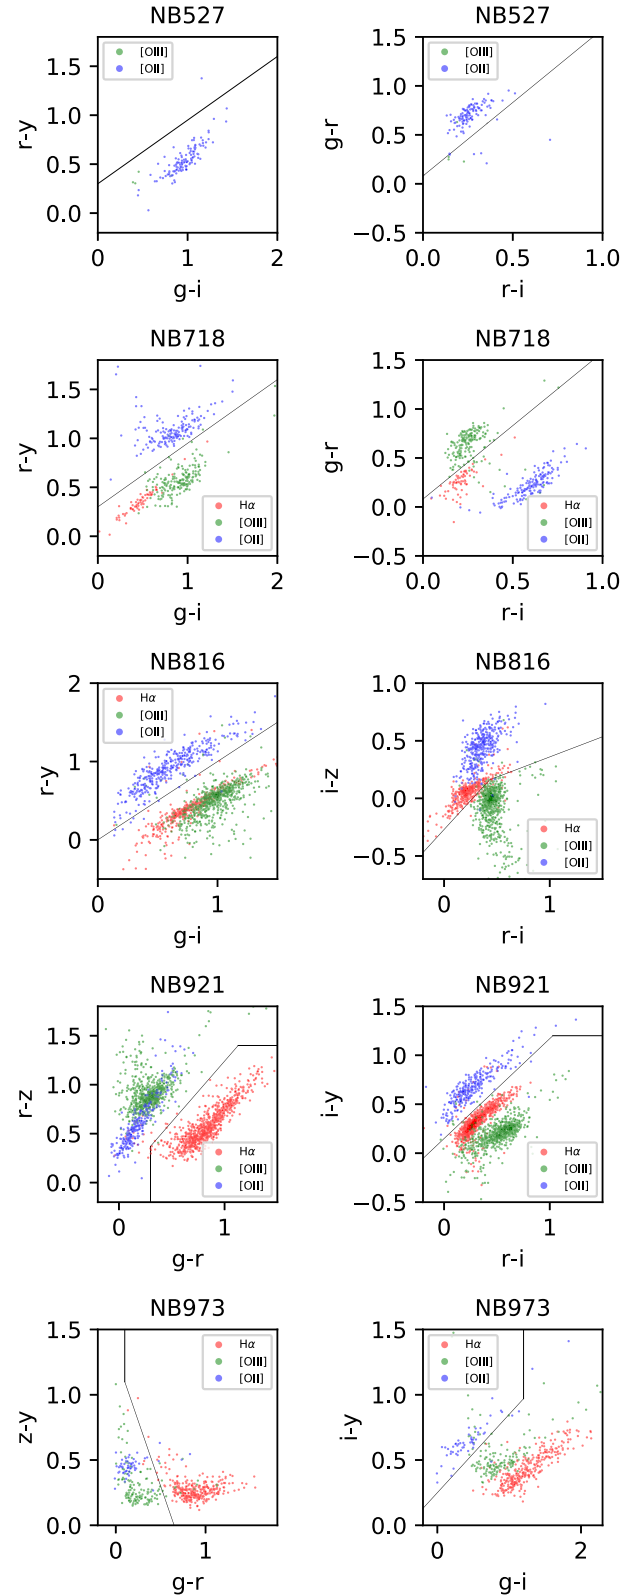 NB527
NB527
[OIII]
[OII]
[OIII]
[OII]
1.5
1.0
0.5
0.0
r-y
0
1
2
g-i
1.5
1.0
0.5
0.0
−0.5
g-r
0.0
0.5
1.0
r-i
NB718
NB718
1.5
1.0
0.5
0.0
r-y
Hα
[OIII]
[OII]
0
1
2
g-i
1.5
1.0
0.5
0.0
−0.5
g-r
Hα
[OIII]
[OII]
0.0
0.5
1.0
r-i
NB816
NB816
Hα
[OIII]
[OII]
2
1
0
r-y
0
1
g-i
1.0
0.5
0.0
−0.5
i-z
Hα
[OIII]
[OII]
0
1
r-i
NB921
NB921
1.5
1.0
0.5
0.0
r-z
Hα
[OIII]
[OII]
0
1
g-r
1.5
1.0
0.5
0.0
−0.5
i-y
Hα
[OIII]
[OII]
0
1
r-i
NB973
NB973
Hα
[OIII]
[OII]
1.5
1.0
0.5
0.0
z-y
0
1
g-r
Hα
[OIII]
[OII]
1.5
1.0
0.5
0.0
i-y
0
2
g-i